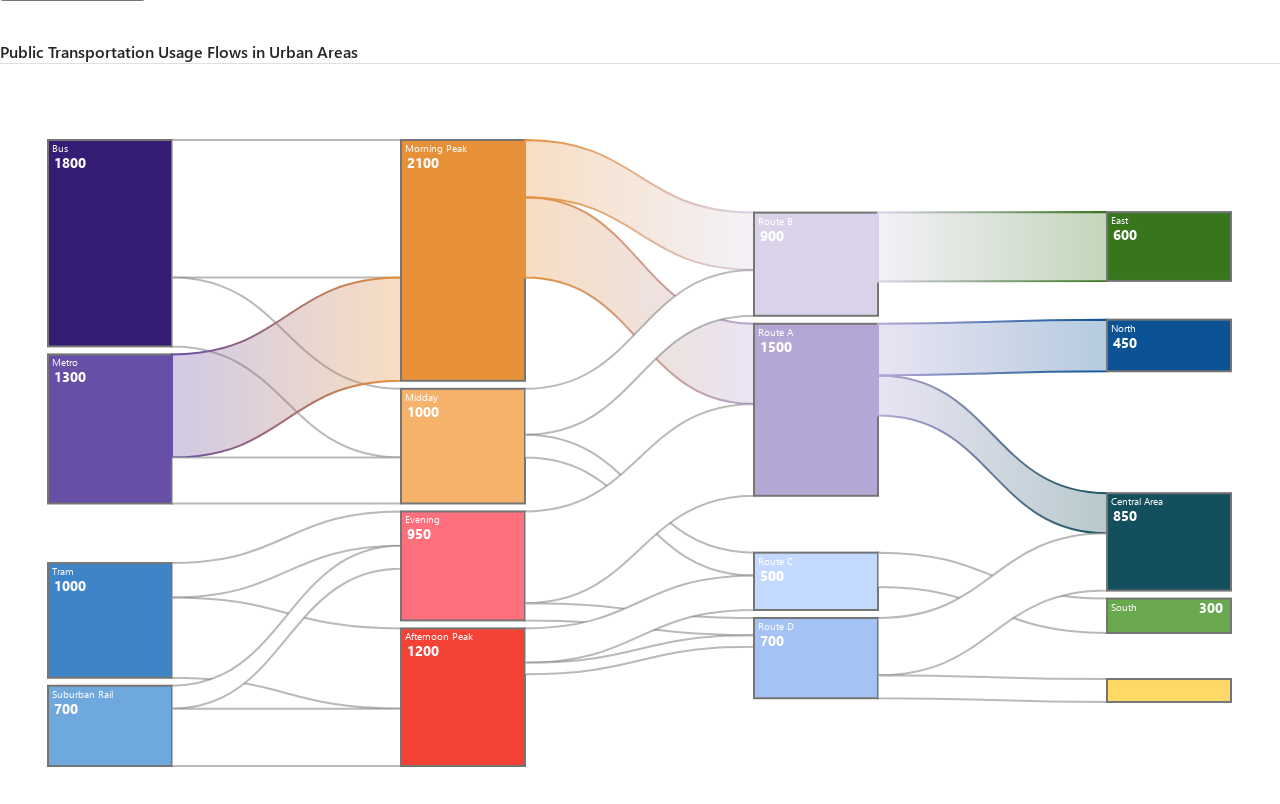 Public Transportation Usage Flows in Urban Areas
Bus
1800
Metro
1300
Tram
1000
Suburban Rail
700
Morning Peak
2100
Midday
1000
Evening
950
Afternoon Peak
1200
Route B
900
Route A
1500
Route C
500
Route D
700
East
600
North
450
Central Area
850
South 300